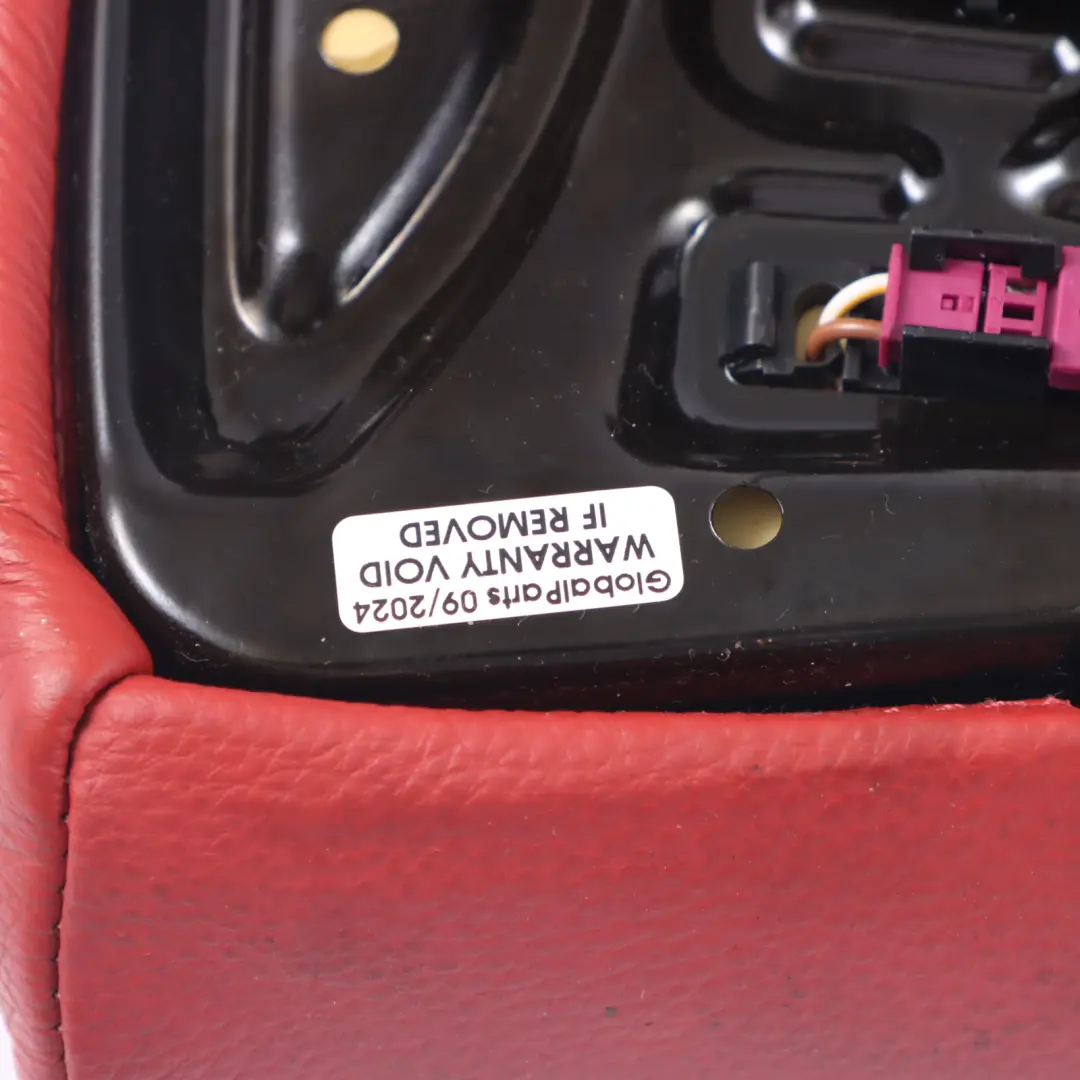 GlobalParts 09/2024
WARRANTY VOID
IF REMOVED